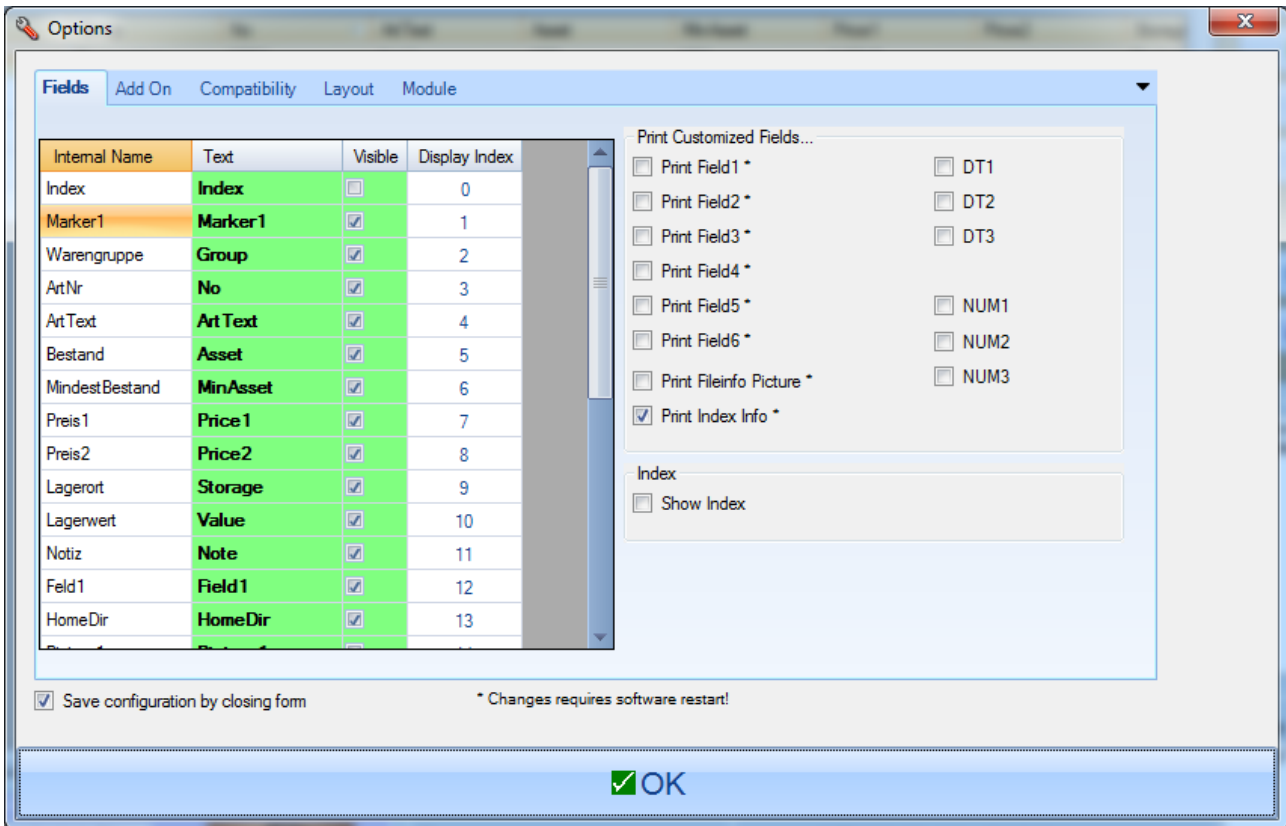 Options
Fields Add On Compatibility Layout Module
Internal Name Text Visible Display Index
Index Index 0
Marker1 Marker1 1
Warengruppe Group 2
ArtNr No 3
ArtText ArtText 4
Bestand Asset 5
MindestBestand MinAsset 6
Preis1 Price1 7
Preis2 Price2 8
Lagerort Storage 9
Lagerwert Value 10
Notiz Note 11
Feld1 Field1 12
HomeDir HomeDir 13
Print Customized Fields...
Print Field1 * DT1
Print Field2 * DT2
Print Field3 * DT3
Print Field4 *
Print Field5 * NUM1
Print Field6 * NUM2
Print Fileinfo Picture * NUM3
Print Index Info *
Index
Show Index
Save configuration by closing form * Changes requires software restart!
OK